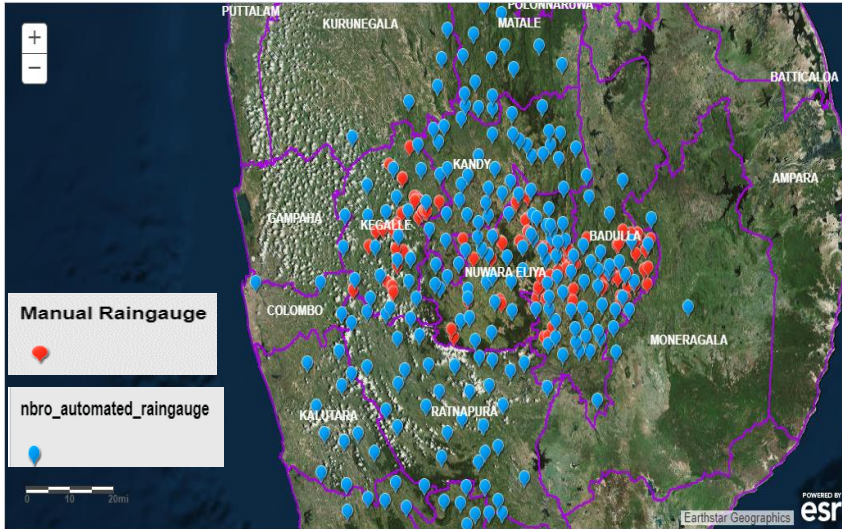 POLONNARUWA
PUTTALAM
KURUNEGALA
MATALE
+
−
BATTICALOA
KANDY
AMPARA
GAMPAHA
KEGALLE
BADULLA
NUWARA ELIYA
Manual Raingauge
COLOMBO
MONERAGALA
nbro_automated_raingauge
KALUTARA
RATNAPURA
0 10 20mi
POWERED BY
esri
Earthstar Geographics